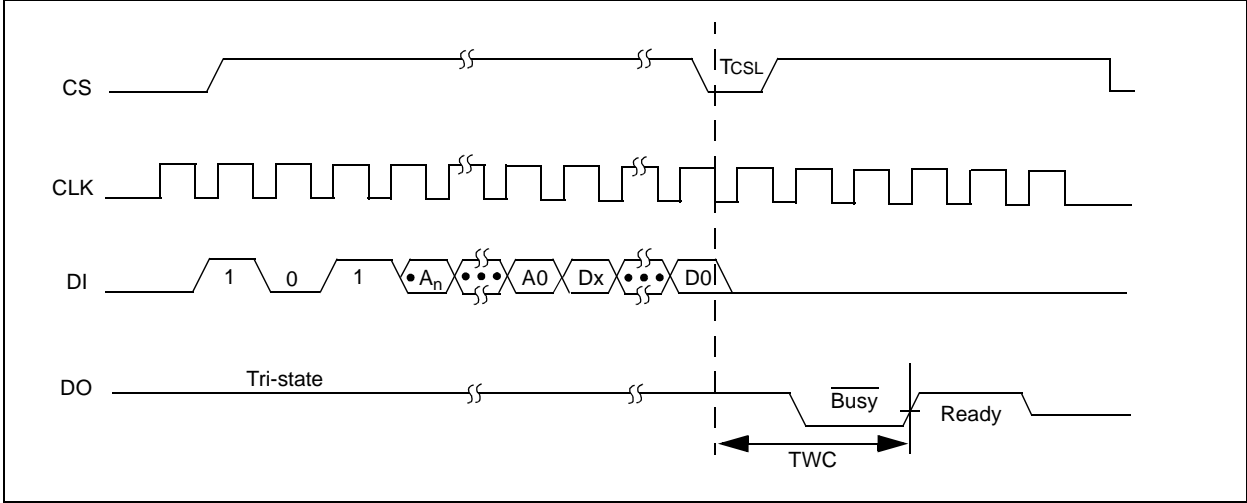 CS
TCSL
CLK
DI
1 0 1 An A0 Dx D0
DO
Tri-state
Busy
Ready
TWC